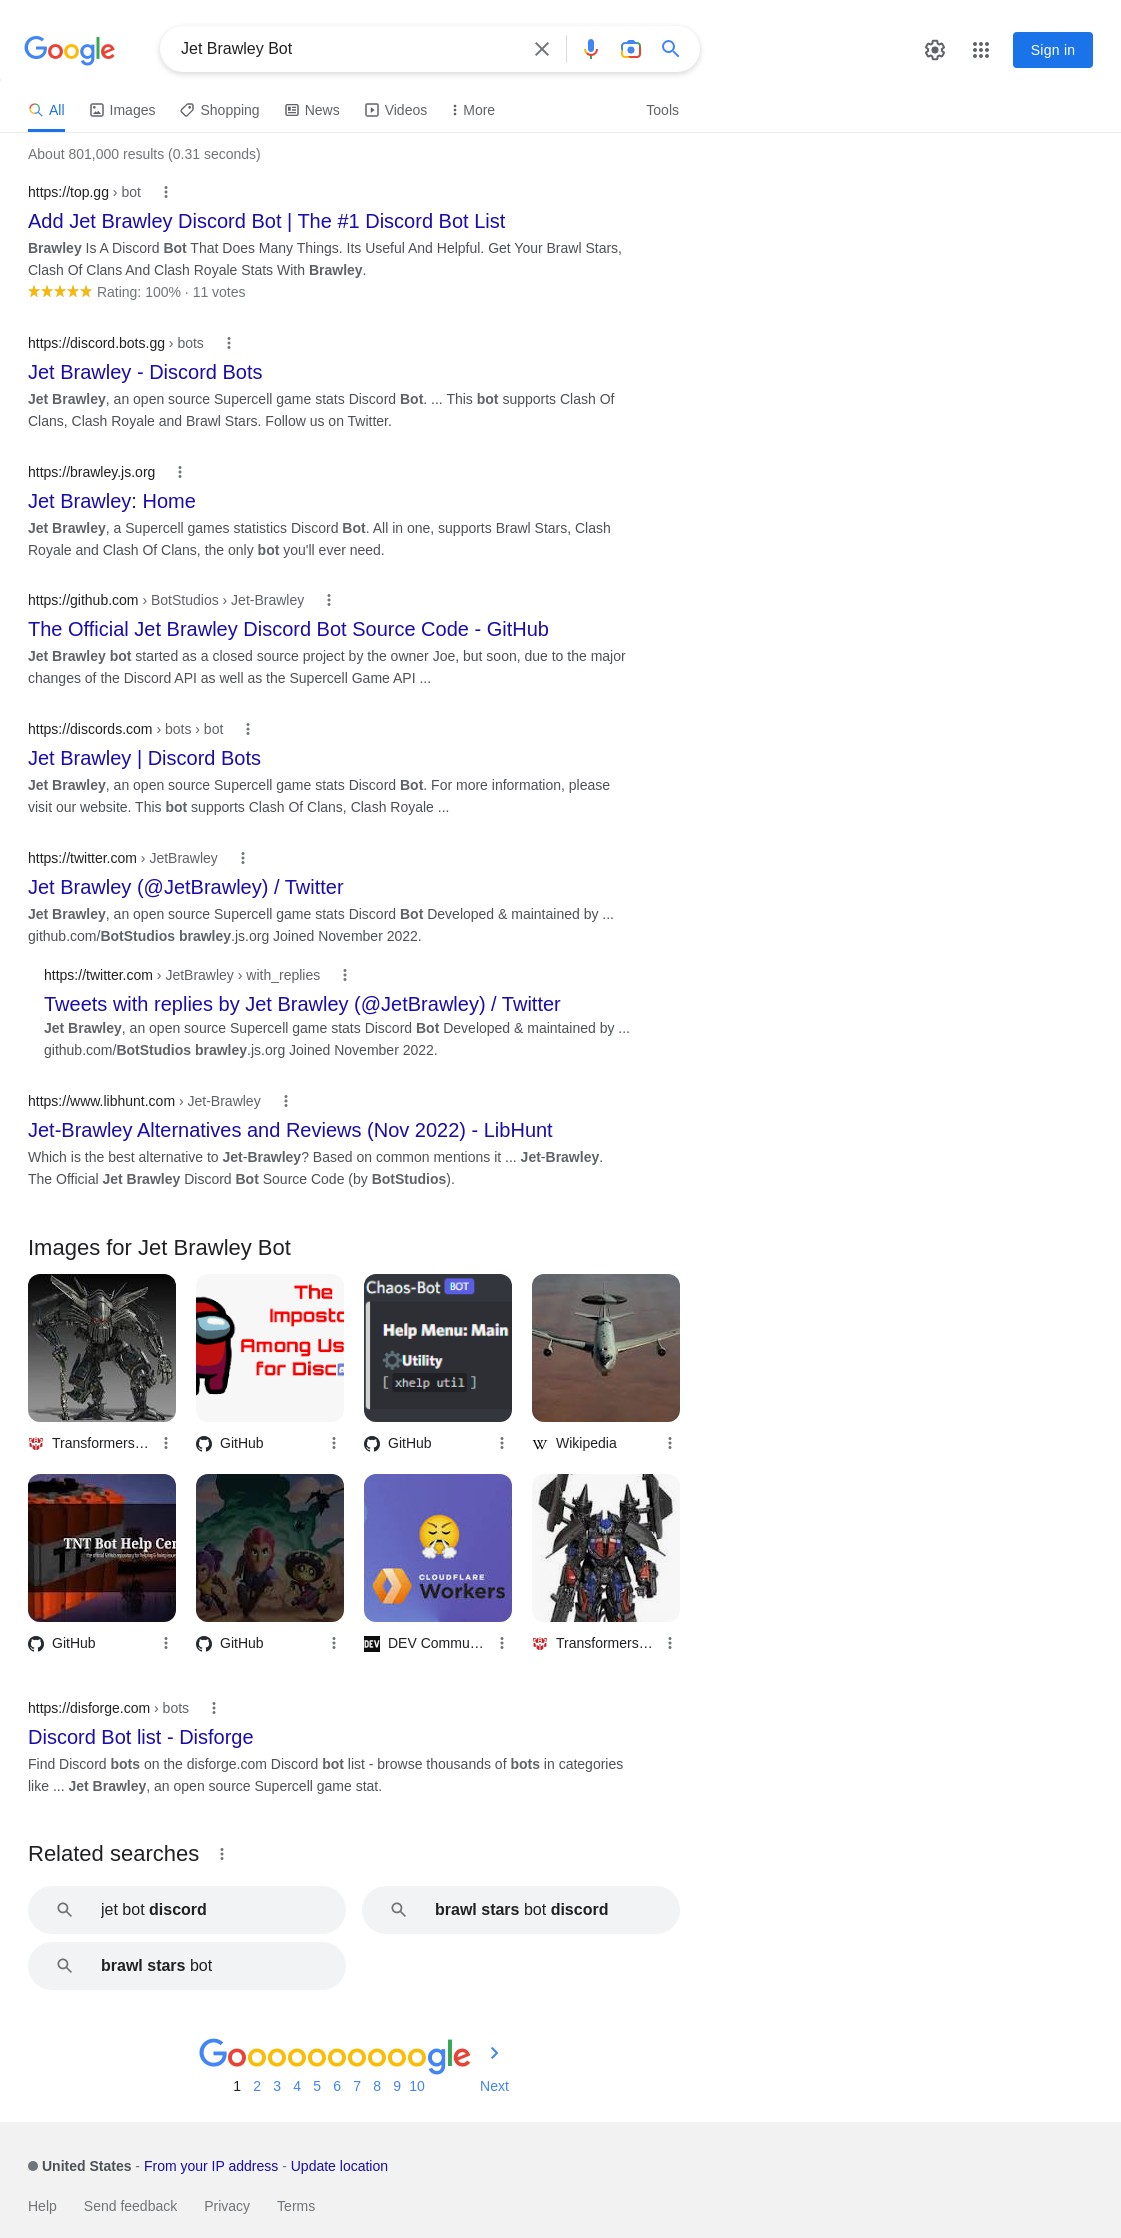 Google
Jet Brawley Bot
Sign in
All
Images
Shopping
News
Videos
More
Tools
About 801,000 results (0.31 seconds)
https://top.gg › bot
Add Jet Brawley Discord Bot | The #1 Discord Bot List
Brawley Is A Discord Bot That Does Many Things. Its Useful And Helpful. Get Your Brawl Stars,
Clash Of Clans And Clash Royale Stats With Brawley.
Rating: 100% · 11 votes
https://discord.bots.gg › bots
Jet Brawley - Discord Bots
Jet Brawley, an open source Supercell game stats Discord Bot. ... This bot supports Clash Of
Clans, Clash Royale and Brawl Stars. Follow us on Twitter.
https://brawley.js.org
Jet Brawley: Home
Jet Brawley, a Supercell games statistics Discord Bot. All in one, supports Brawl Stars, Clash
Royale and Clash Of Clans, the only bot you'll ever need.
https://github.com › BotStudios › Jet-Brawley
The Official Jet Brawley Discord Bot Source Code - GitHub
Jet Brawley bot started as a closed source project by the owner Joe, but soon, due to the major
changes of the Discord API as well as the Supercell Game API ...
https://discords.com › bots › bot
Jet Brawley | Discord Bots
Jet Brawley, an open source Supercell game stats Discord Bot. For more information, please
visit our website. This bot supports Clash Of Clans, Clash Royale ...
https://twitter.com › JetBrawley
Jet Brawley (@JetBrawley) / Twitter
Jet Brawley, an open source Supercell game stats Discord Bot Developed & maintained by ...
github.com/BotStudios brawley.js.org Joined November 2022.
https://twitter.com › JetBrawley › with_replies
Tweets with replies by Jet Brawley (@JetBrawley) / Twitter
Jet Brawley, an open source Supercell game stats Discord Bot Developed & maintained by ...
github.com/BotStudios brawley.js.org Joined November 2022.
https://www.libhunt.com › Jet-Brawley
Jet-Brawley Alternatives and Reviews (Nov 2022) - LibHunt
Which is the best alternative to Jet-Brawley? Based on common mentions it ... Jet-Brawley.
The Official Jet Brawley Discord Bot Source Code (by BotStudios).
Images for Jet Brawley Bot
The
Imposto
Among Us
for Disc
Chaos-Bot BOT
Help Menu: Main
Utility
[ xhelp util ]
Transformers…
GitHub
GitHub
W Wikipedia
TNT Bot Help Cen
CLOUDFLARE
Workers
GitHub
GitHub
DEV DEV Commu…
Transformers…
https://disforge.com › bots
Discord Bot list - Disforge
Find Discord bots on the disforge.com Discord bot list - browse thousands of bots in categories
like ... Jet Brawley, an open source Supercell game stat.
Related searches
jet bot discord
brawl stars bot discord
brawl stars bot
Goooooooooogle
1 2 3 4 5 6 7 8 9 10 Next
United States - From your IP address - Update location
Help
Send feedback
Privacy
Terms